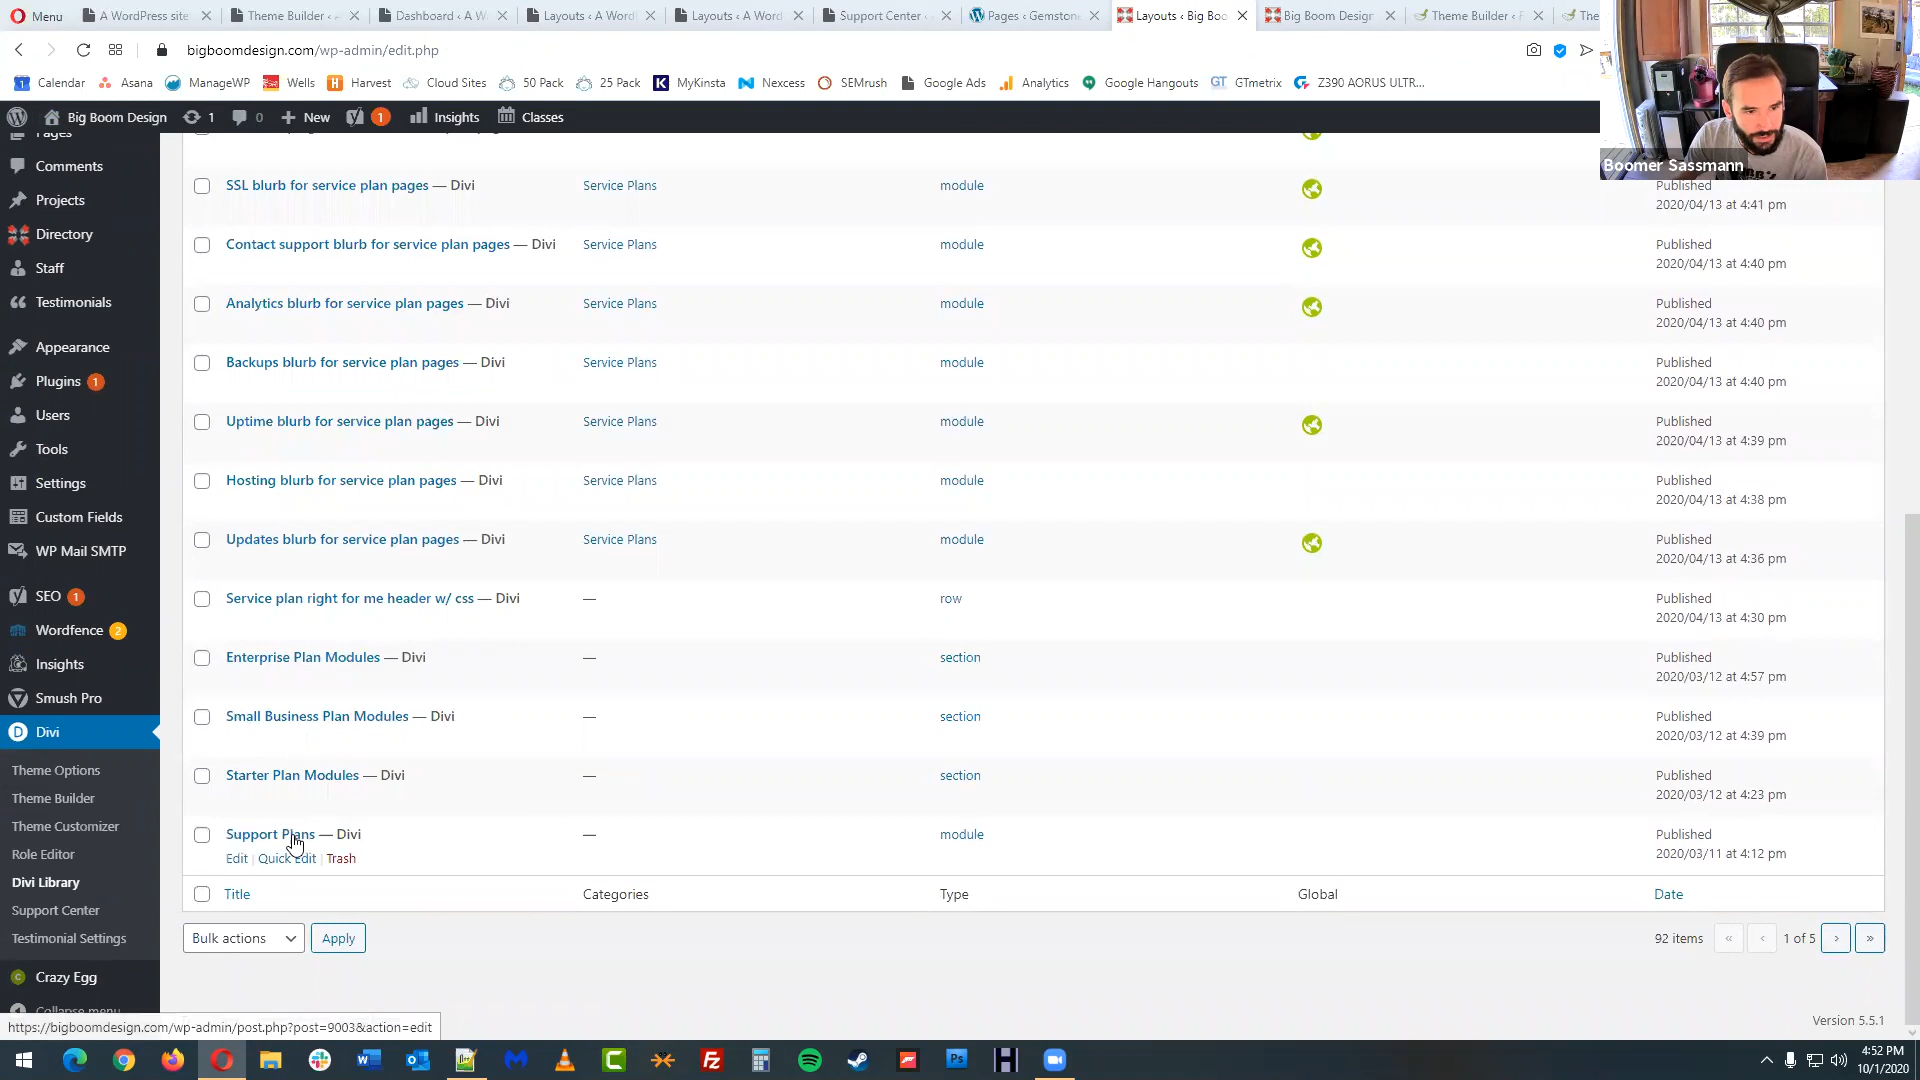 Menu
A WordPress site
Theme Builder ‹
Dashboard ‹ A W
Layouts ‹ A Word
Layouts ‹ A Word
Support Center ‹
Pages ‹ Gemstone
Layouts ‹ Big Boo
Big Boom Design
Theme Builder ‹
The
bigboomdesign.com/wp-admin/edit.php
Calendar
Asana
ManageWP
Wells
Harvest
Cloud Sites
50 Pack
25 Pack
MyKinsta
Nexcess
SEMrush
Google Ads
Analytics
Google Hangouts
GTmetrix
Z390 AORUS ULTR...
Big Boom Design
1
0
New
1
Insights
Classes
Boomer Sassmann
Pages
Comments
Projects
Directory
Staff
Testimonials
Appearance
Plugins 1
Users
Tools
Settings
Custom Fields
WP Mail SMTP
SEO 1
Wordfence 2
Insights
Smush Pro
Divi
Theme Options
Theme Builder
Theme Customizer
Role Editor
Divi Library
Support Center
Testimonial Settings
Crazy Egg
Collapse menu
SSL blurb for service plan pages — Divi Service Plans module Published
2020/04/13 at 4:41 pm
Contact support blurb for service plan pages — Divi Service Plans module Published
2020/04/13 at 4:40 pm
Analytics blurb for service plan pages — Divi Service Plans module Published
2020/04/13 at 4:40 pm
Backups blurb for service plan pages — Divi Service Plans module Published
2020/04/13 at 4:40 pm
Uptime blurb for service plan pages — Divi Service Plans module Published
2020/04/13 at 4:39 pm
Hosting blurb for service plan pages — Divi Service Plans module Published
2020/04/13 at 4:38 pm
Updates blurb for service plan pages — Divi Service Plans module Published
2020/04/13 at 4:36 pm
Service plan right for me header w/ css — Divi — row Published
2020/04/13 at 4:30 pm
Enterprise Plan Modules — Divi — section Published
2020/03/12 at 4:57 pm
Small Business Plan Modules — Divi — section Published
2020/03/12 at 4:39 pm
Starter Plan Modules — Divi — section Published
2020/03/12 at 4:23 pm
Support Plans — Divi — module Published
Edit | Quick Edit | Trash 2020/03/11 at 4:12 pm
Title Categories Type Global Date
Bulk actions Apply 92 items « ‹ 1 of 5 › »
Version 5.5.1
https://bigboomdesign.com/wp-admin/post.php?post=9003&action=edit
4:52 PM
10/1/2020